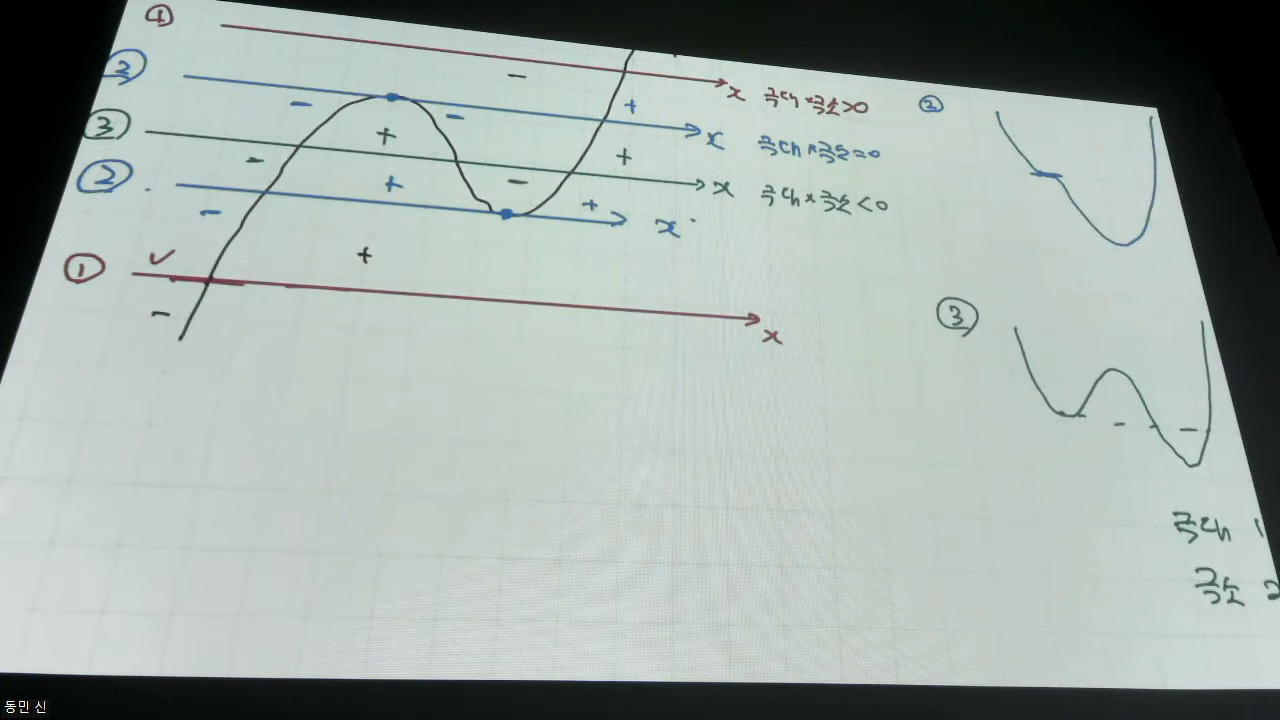 ①
- x 극대×극소>0
②
- - + x 극대×극소=0
③
- + - + x 극대×극소<0
②
- + + x
① ✓ +
- x
②
③
- -
극대 1
극소 2
동민 신